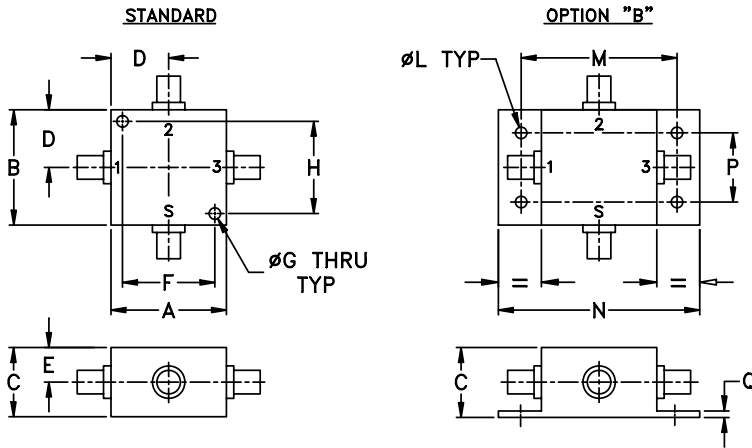 STANDARD
D
D
B
1
2
3
S
H
F
A
øG THRU
TYP
E
C
OPTION "B"
øL TYP
M
2
1
3
S
P
=
=
N
C
Q